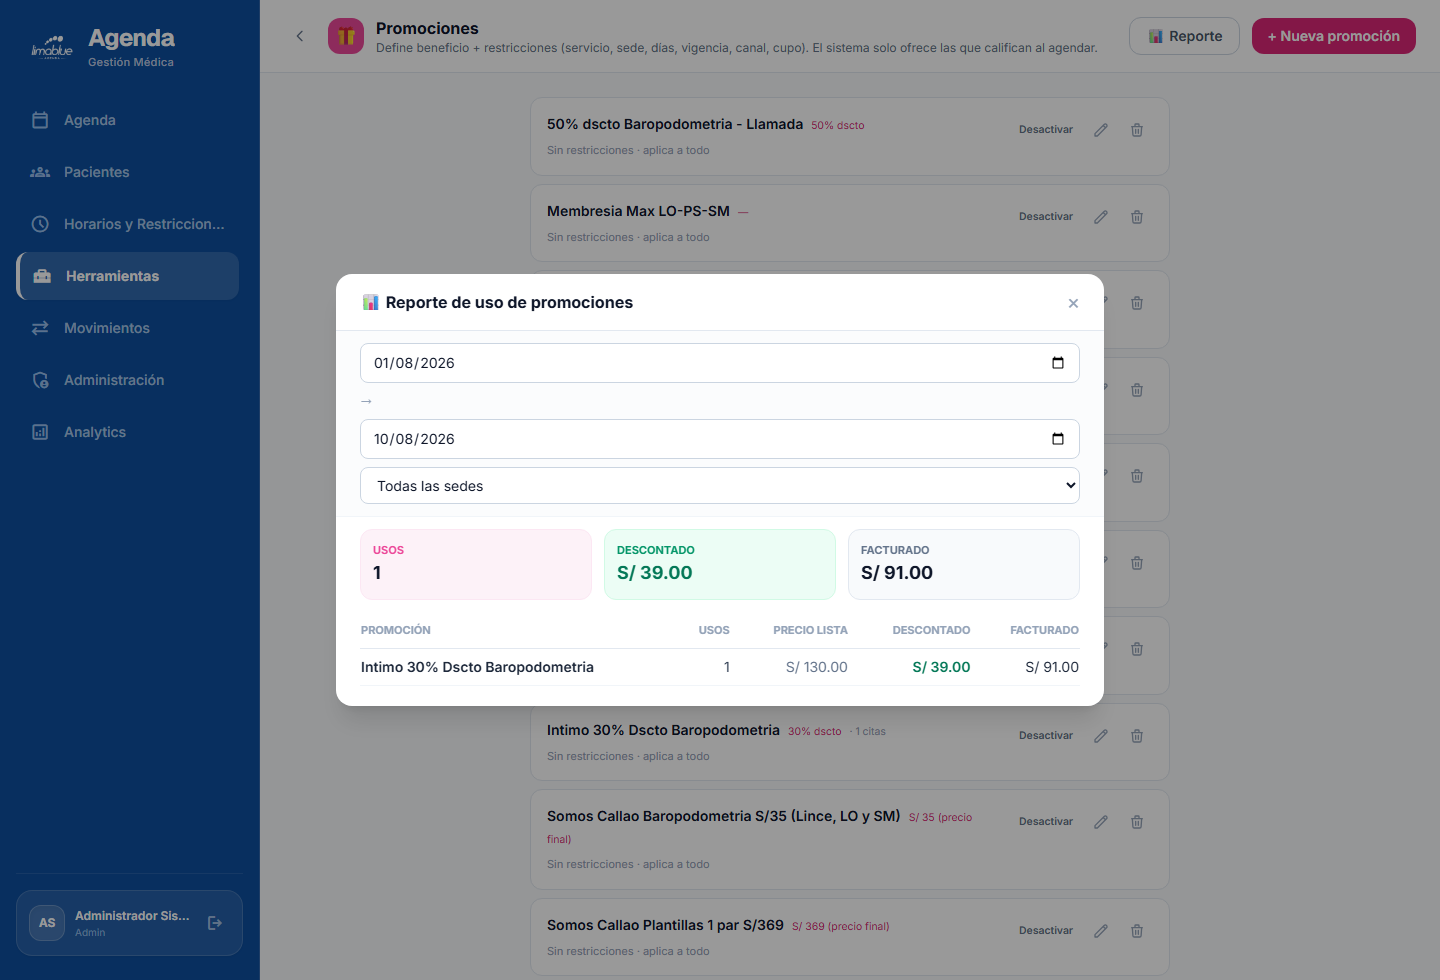 limablue
Agenda
Gestión Médica
Agenda
Pacientes
Horarios y Restriccion...
Herramientas
Movimientos
Administración
Analytics
AS
Administrador Sis...
Admin
Promociones
Define beneficio + restricciones (servicio, sede, días, vigencia, canal, cupo). El sistema solo ofrece las que califican al agendar.
Reporte
+ Nueva promoción
50% dscto Baropodometria - Llamada 50% dscto
Desactivar
Sin restricciones · aplica a todo
Membresia Max LO-PS-SM —
Desactivar
Sin restricciones · aplica a todo
Reporte de uso de promociones
×
01/08/2026
→
10/08/2026
Todas las sedes
USOS
1
DESCONTADO
S/ 39.00
FACTURADO
S/ 91.00
PROMOCIÓN USOS PRECIO LISTA DESCONTADO FACTURADO
Intimo 30% Dscto Baropodometria 1 S/ 130.00 S/ 39.00 S/ 91.00
Intimo 30% Dscto Baropodometria 30% dscto · 1 citas
Desactivar
Sin restricciones · aplica a todo
Somos Callao Baropodometria S/35 (Lince, LO y SM) S/ 35 (precio
final)
Desactivar
Sin restricciones · aplica a todo
Somos Callao Plantillas 1 par S/369 S/ 369 (precio final)
Desactivar
Sin restricciones · aplica a todo